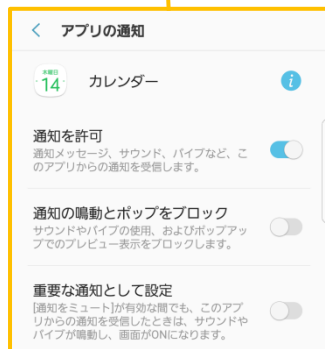 アプリの通知
木曜日
14
カレンダー
i
通知を許可
通知メッセージ、サウンド、バイブなど、こ
のアプリからの通知を受信します。
通知の鳴動とポップをブロック
サウンドやバイブの使用、およびポップアッ
プでのプレビュー表示をブロックします。
重要な通知として設定
[通知をミュート]が有効な間でも、このアプ
リからの通知を受信したときは、サウンドや
バイブが鳴動し、画面がONになります。